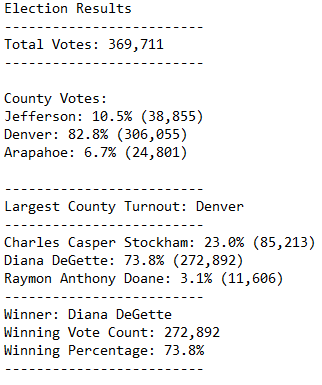 Election Results
-------------------------
Total Votes: 369,711
-------------------------
County Votes:
Jefferson: 10.5% (38,855)
Denver: 82.8% (306,055)
Arapahoe: 6.7% (24,801)
-------------------------
Largest County Turnout: Denver
-------------------------
Charles Casper Stockham: 23.0% (85,213)
Diana DeGette: 73.8% (272,892)
Raymon Anthony Doane: 3.1% (11,606)
-------------------------
Winner: Diana DeGette
Winning Vote Count: 272,892
Winning Percentage: 73.8%
-------------------------